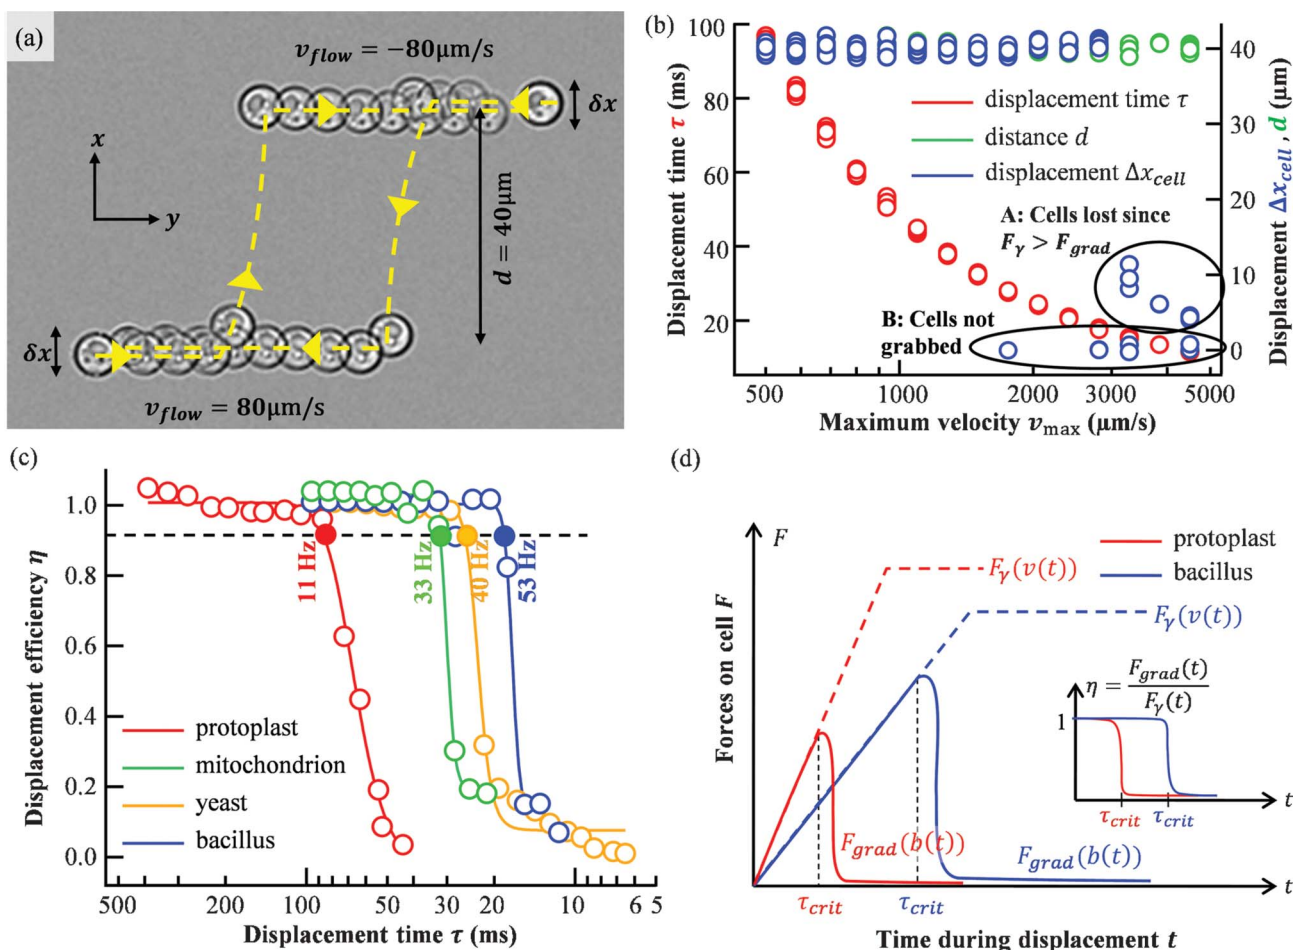 (a)
v_flow = −80μm/s
δx
x
y
d = 40μm
δx
v_flow = 80μm/s
(b)
Displacement time τ (ms)
100
80
60
40
20
displacement time τ
distance d
displacement Δx_cell
A: Cells lost since
F_γ > F_grad
B: Cells not
grabbed
40
30
20
10
0
Displacement Δx_cell, d (μm)
500
1000
2000
3000
5000
Maximum velocity v_max (μm/s)
(c)
Displacement efficiency η
1.0
0.8
0.6
0.4
0.2
0.0
11 Hz
33 Hz
40 Hz
53 Hz
protoplast
mitochondrion
yeast
bacillus
500
100
50
20
10
6
5
Displacement time τ (ms)
(d)
F
Forces on cell F
protoplast
bacillus
F_γ(v(t))
F_γ(v(t))
η = F_grad(t)/F_γ(t)
1
τ_crit
τ_crit
t
F_grad(b(t))
F_grad(b(t))
τ_crit
τ_crit
t
Time during displacement t